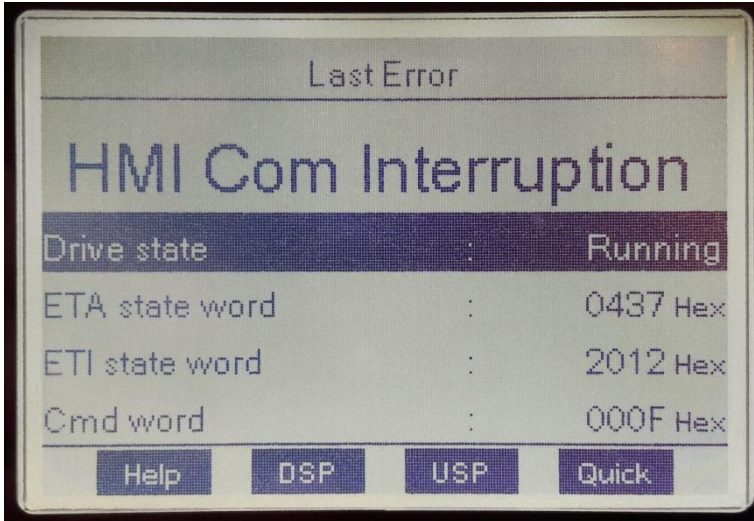 Last Error
HMI Com Interruption
Drive state : Running
ETA state word : 0437 Hex
ETI state word : 2012 Hex
Cmd word : 000F Hex
Help DSP USP Quick